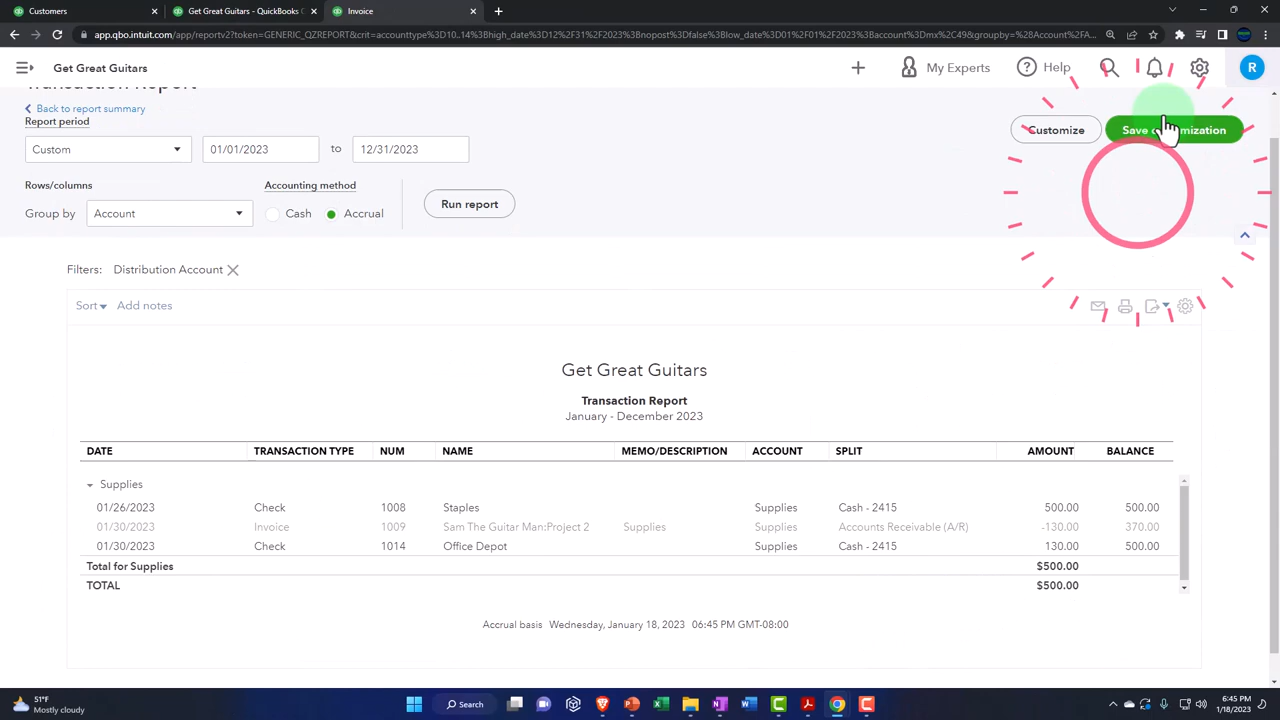 Customers
Get Great Guitars - QuickBooks C
Invoice
app.qbo.intuit.com/app/reportv2?token=GENERIC_QZREPORT&crit=accounttype%10...14%3Bhigh_date%3D12%2F31%2F2023%3Bnopost%3Dfalse%3Blow_date%3D01%2F01%2F2023%3Baccount%3Dmx%2C49&groupby=%28Account%2FA...
Get Great Guitars
My Experts
Help
R
Transaction Report
Back to report summary
Report period
Custom
01/01/2023
to
12/31/2023
Customize
Save customization
Rows/columns
Accounting method
Group by
Account
Cash
Accrual
Run report
Filters: Distribution Account
Sort
Add notes
Get Great Guitars
Transaction Report
January - December 2023
DATE TRANSACTION TYPE NUM NAME MEMO/DESCRIPTION ACCOUNT SPLIT AMOUNT BALANCE
Supplies
01/26/2023 Check 1008 Staples Supplies Cash - 2415 500.00 500.00
01/30/2023 Invoice 1009 Sam The Guitar Man:Project 2 Supplies Supplies Accounts Receivable (A/R) -130.00 370.00
01/30/2023 Check 1014 Office Depot Supplies Cash - 2415 130.00 500.00
Total for Supplies $500.00
TOTAL $500.00
Accrual basis Wednesday, January 18, 2023 06:45 PM GMT-08:00
51°F
Mostly cloudy
Search
6:45 PM
1/18/2023